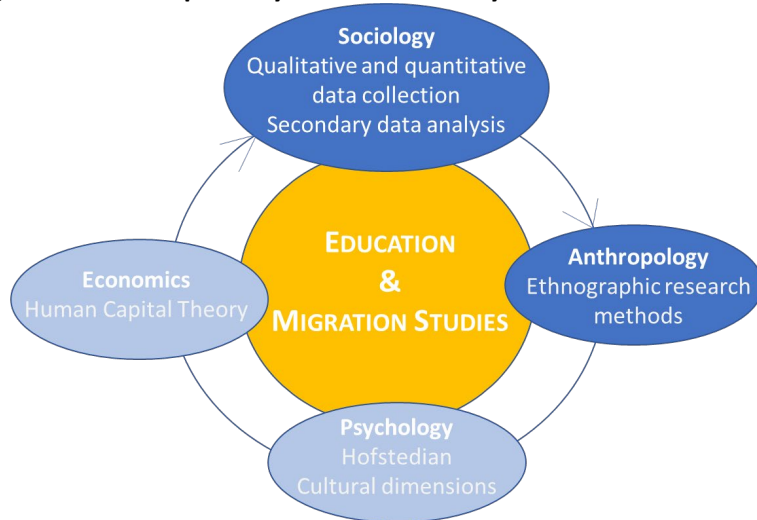 Sociology
Qualitative and quantitative
data collection
Secondary data analysis
EDUCATION
&
MIGRATION STUDIES
Economics
Human Capital Theory
Anthropology
Ethnographic research
methods
Psychology
Hofstedian
Cultural dimensions